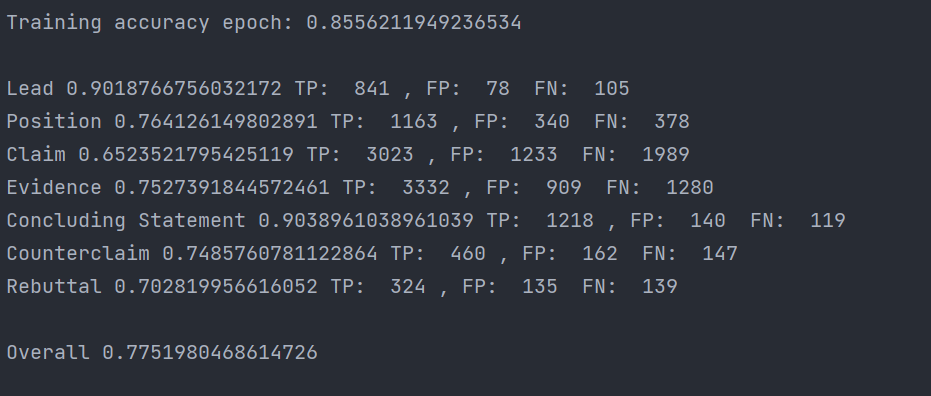 Training accuracy epoch: 0.8556211949236534
Lead 0.9018766756032172 TP:  841 , FP:  78  FN:  105
Position 0.764126149802891 TP:  1163 , FP:  340  FN:  378
Claim 0.6523521795425119 TP:  3023 , FP:  1233  FN:  1989
Evidence 0.7527391844572461 TP:  3332 , FP:  909  FN:  1280
Concluding Statement 0.9038961038961039 TP:  1218 , FP:  140  FN:  119
Counterclaim 0.7485760781122864 TP:  460 , FP:  162  FN:  147
Rebuttal 0.702819956616052 TP:  324 , FP:  135  FN:  139
Overall 0.7751980468614726